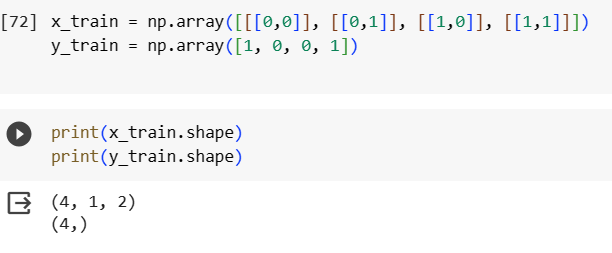 [72] x_train = np.array([[[0,0]], [[0,1]], [[1,0]], [[1,1]]])
y_train = np.array([1, 0, 0, 1])
print(x_train.shape)
print(y_train.shape)
(4, 1, 2)
(4,)